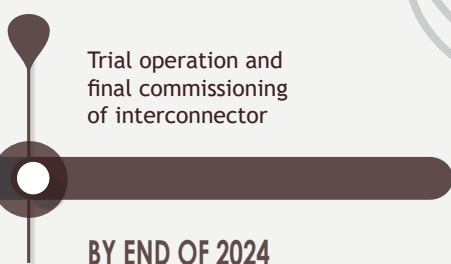 Trial operation and
final commissioning
of interconnector
BY END OF 2024